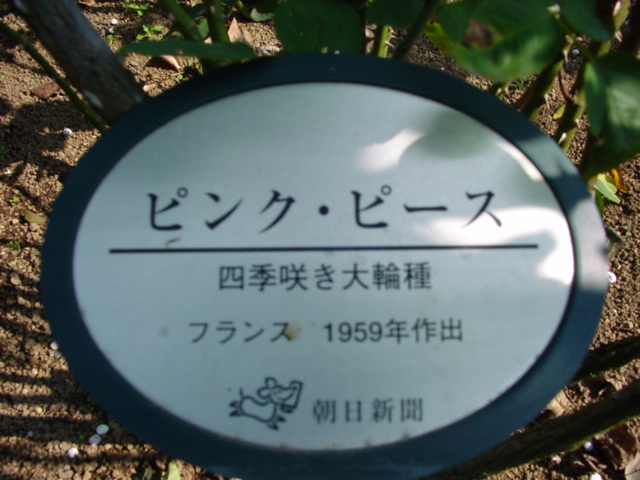 ピンク・ピース
四季咲き大輪種
フランス　1959年作出
朝日新聞